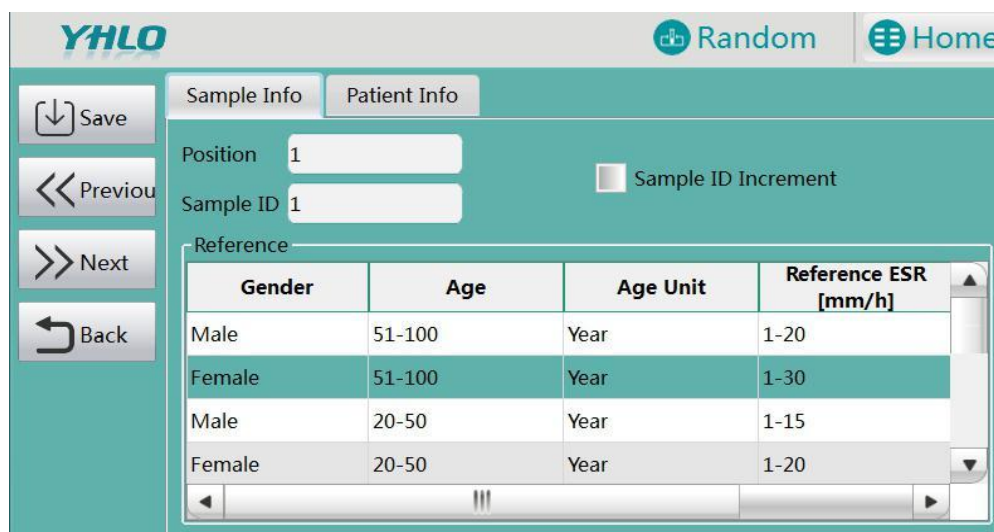 YHLO
Random
Home
Save
Previou
Next
Back
Sample Info Patient Info
Position 1
Sample ID 1
Sample ID Increment
Reference
Gender Age Age Unit Reference ESR
[mm/h]
Male 51-100 Year 1-20
Female 51-100 Year 1-30
Male 20-50 Year 1-15
Female 20-50 Year 1-20